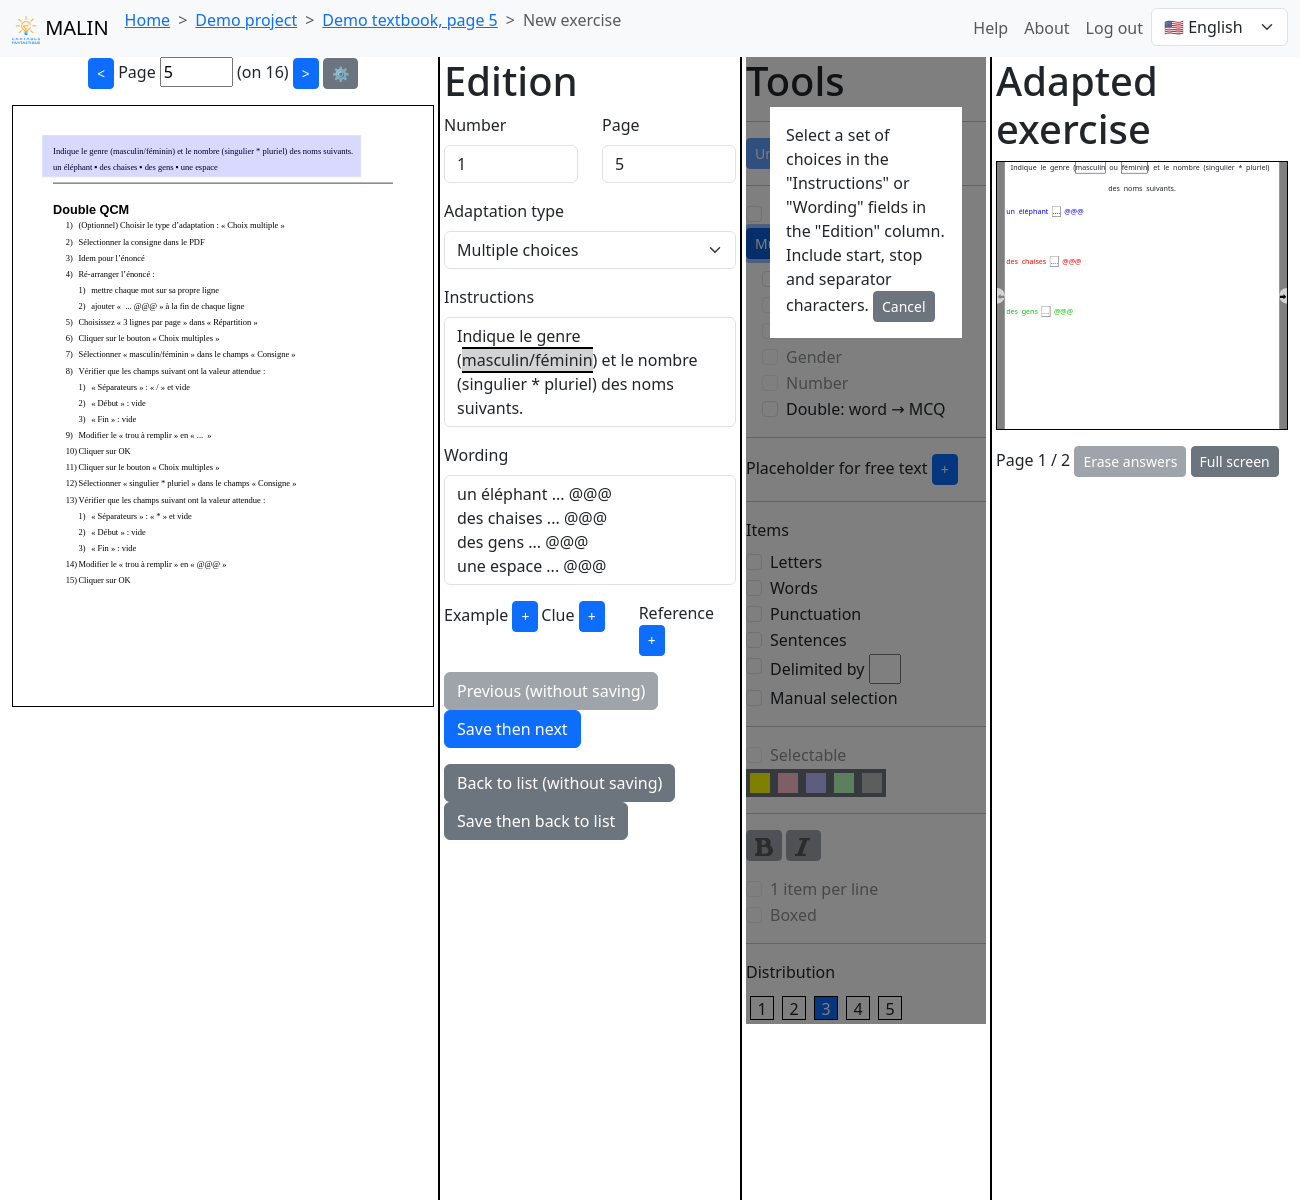 MALIN
Home > Demo project > Demo textbook, page 5 > New exercise
Help About Log out 🇺🇸 English
< Page 5 (on 16) > ⚙️
Indique le genre (masculin/féminin) et le nombre (singulier * pluriel) des noms suivants.
un éléphant • des chaises • des gens • une espace
Double QCM
1) (Optionnel) Choisir le type d’adaptation : « Choix multiple »
2) Sélectionner la consigne dans le PDF
3) Idem pour l’énoncé
4) Ré-arranger l’énoncé :
1) mettre chaque mot sur sa propre ligne
2) ajouter « ... @@@ » à la fin de chaque ligne
5) Choisissez « 3 lignes par page » dans « Répartition »
6) Cliquer sur le bouton « Choix multiples »
7) Sélectionner « masculin/féminin » dans le champs « Consigne »
8) Vérifier que les champs suivant ont la valeur attendue :
1) « Séparateurs » : « / » et vide
2) « Début » : vide
3) « Fin » : vide
9) Modifier le « trou à remplir » en « ... »
10) Cliquer sur OK
11) Cliquer sur le bouton « Choix multiples »
12) Sélectionner « singulier * pluriel » dans le champs « Consigne »
13) Vérifier que les champs suivant ont la valeur attendue :
1) « Séparateurs » : « * » et vide
2) « Début » : vide
3) « Fin » : vide
14) Modifier le « trou à remplir » en « @@@ »
15) Cliquer sur OK
Edition
Number Page
1 5
Adaptation type
Multiple choices
Instructions
Indique le genre
(masculin/féminin) et le nombre
(singulier * pluriel) des noms
suivants.
Wording
un éléphant ... @@@
des chaises ... @@@
des gens ... @@@
une espace ... @@@
Example + Clue + Reference
+
Previous (without saving)
Save then next
Back to list (without saving)
Save then back to list
Tools
Select a set of
choices in the
"Instructions" or
"Wording" fields in
the "Edition" column.
Include start, stop
and separator
characters. Cancel
Gender
Number
Double: word → MCQ
Placeholder for free text +
Items
Letters
Words
Punctuation
Sentences
Delimited by
Manual selection
Selectable
B I
1 item per line
Boxed
Distribution
1 2 3 4 5
Adapted
exercise
Indique le genre (masculin ou féminin) et le nombre (singulier * pluriel)
des noms suivants.
un éléphant .... @@@
des chaises .... @@@
des gens .... @@@
Page 1 / 2 Erase answers Full screen